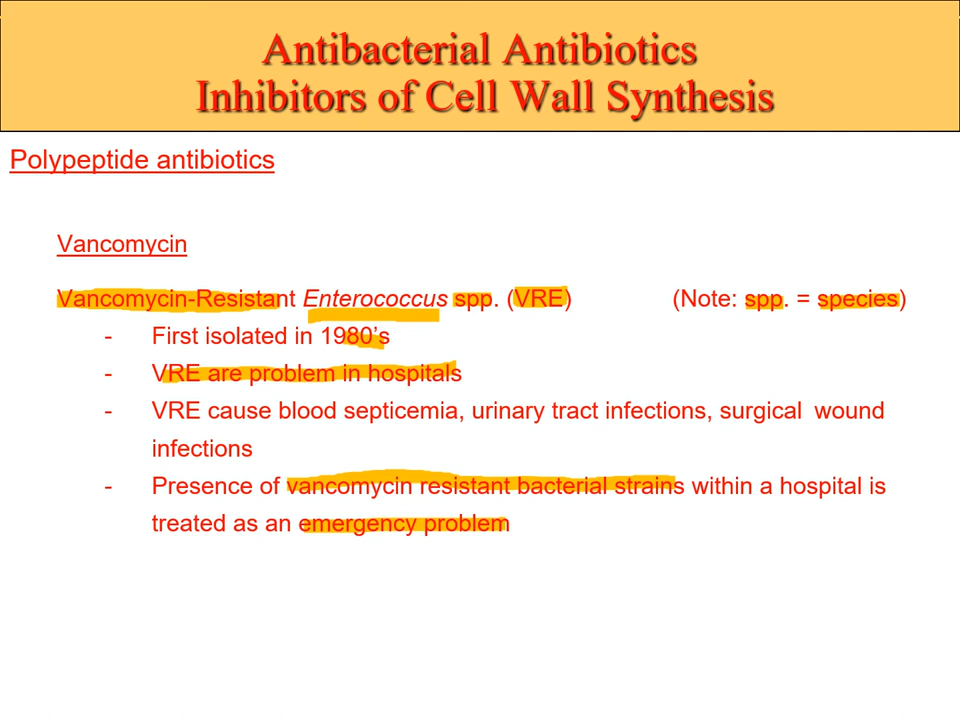 Antibacterial Antibiotics
Inhibitors of Cell Wall Synthesis
Polypeptide antibiotics
Vancomycin
Vancomycin-Resistant Enterococcus spp. (VRE) (Note: spp. = species)
- First isolated in 1980’s
- VRE are problem in hospitals
- VRE cause blood septicemia, urinary tract infections, surgical wound
infections
- Presence of vancomycin resistant bacterial strains within a hospital is
treated as an emergency problem